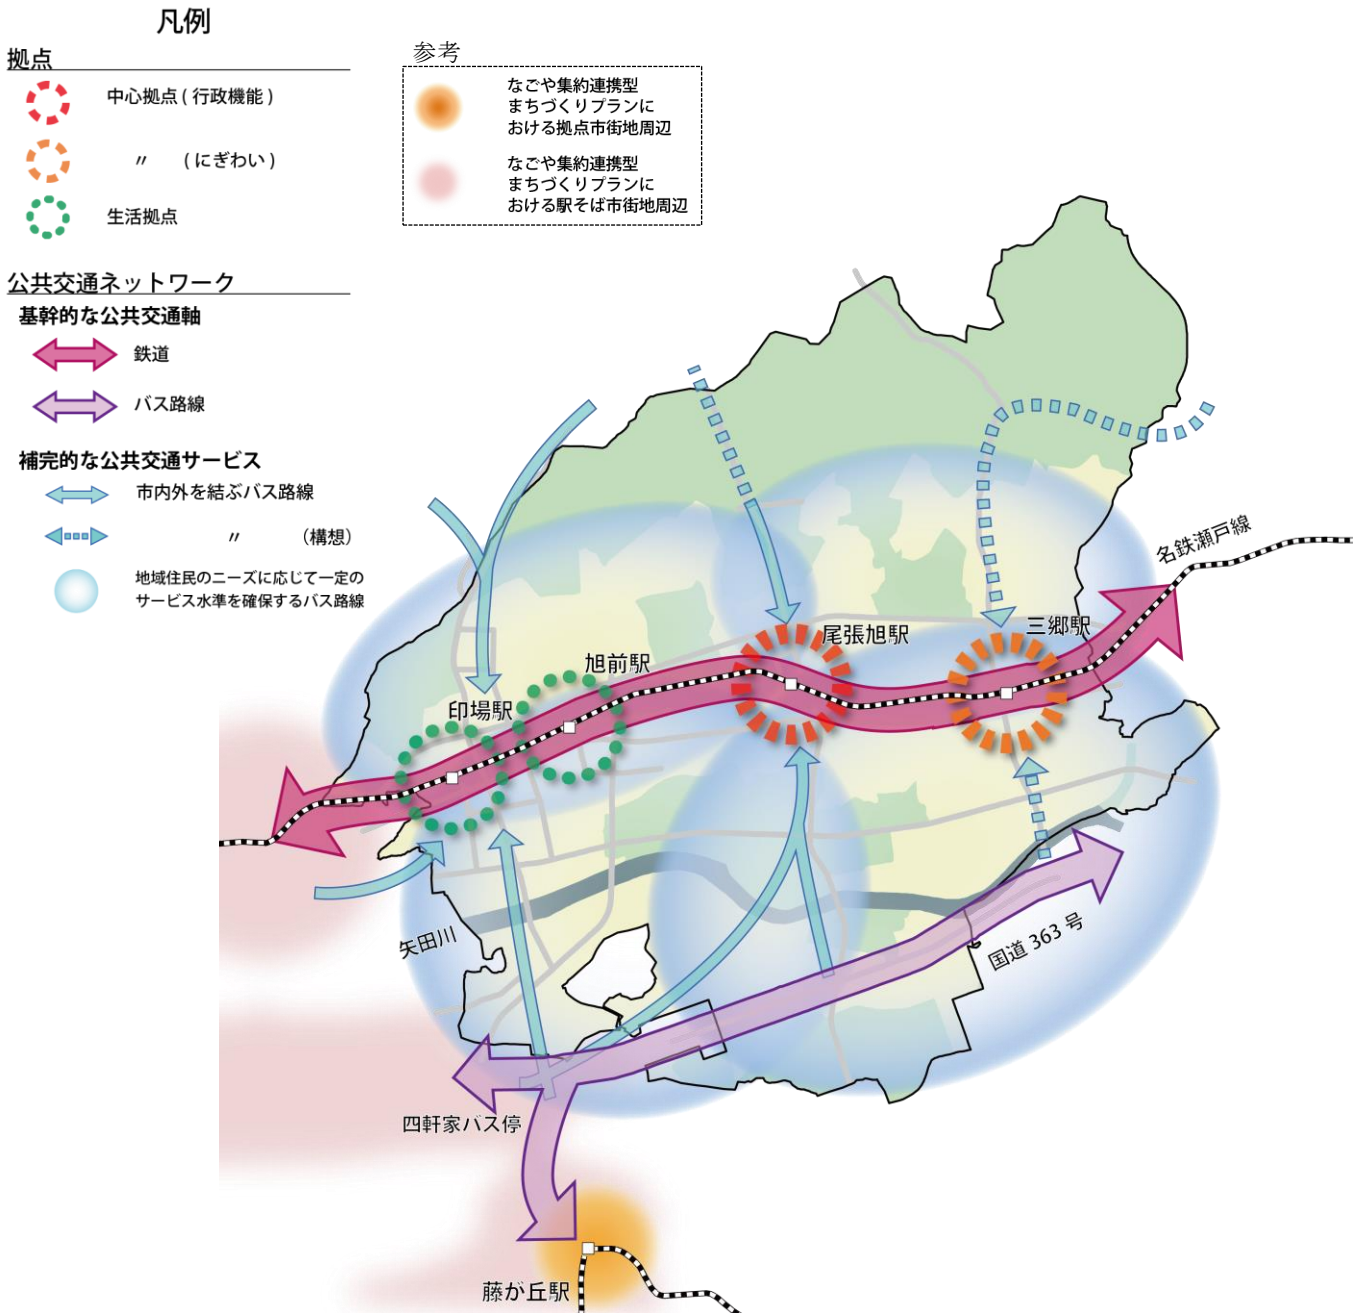 凡例
拠点
中心拠点 ( 行政機能 )
〃 ( にぎわい )
生活拠点
公共交通ネットワーク
基幹的な公共交通軸
鉄道
バス路線
補完的な公共交通サービス
市内外を結ぶバス路線
〃 (構想)
地域住民のニーズに応じて一定の
サービス水準を確保するバス路線
参考
なごや集約連携型
まちづくりプランに
おける拠点市街地周辺
なごや集約連携型
まちづくりプランに
おける駅そば市街地周辺
名鉄瀬戸線
三郷駅
尾張旭駅
旭前駅
印場駅
矢田川
国道 363 号
四軒家バス停
藤が丘駅